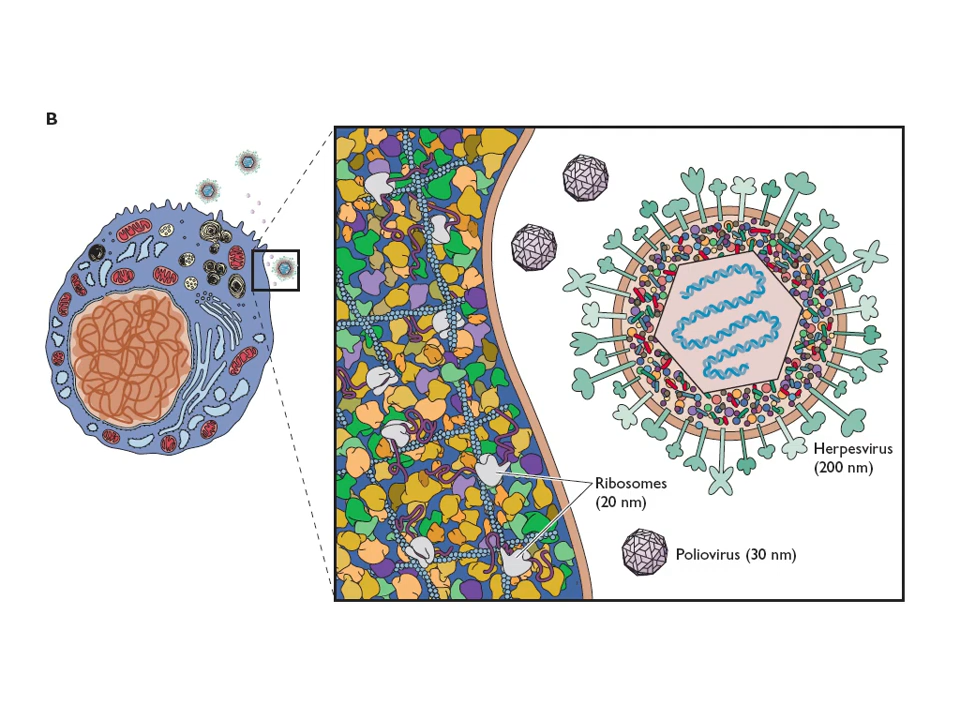 B
Herpesvirus
(200 nm)
Ribosomes
(20 nm)
Poliovirus (30 nm)